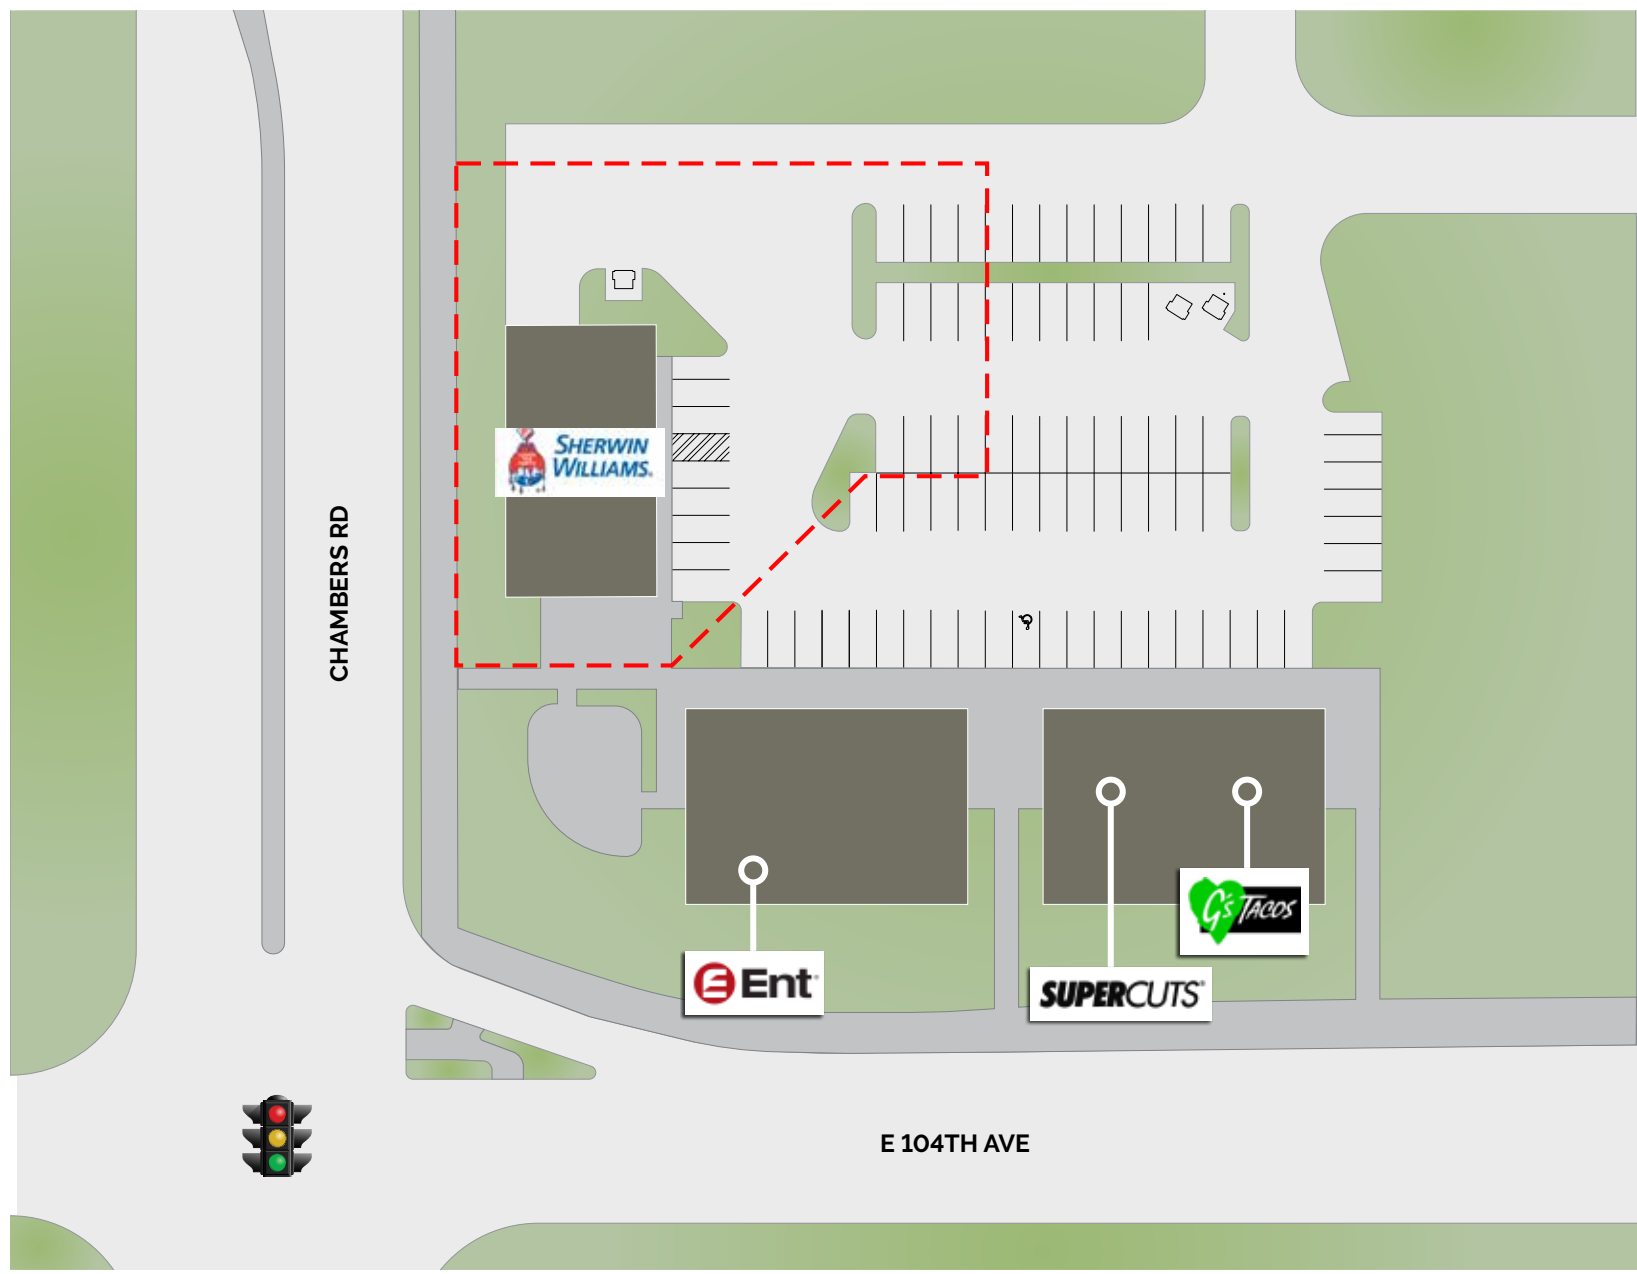 SHERWIN
WILLIAMS.
CHAMBERS RD
G's TACOS
Ent
SUPERCUTS
E 104TH AVE